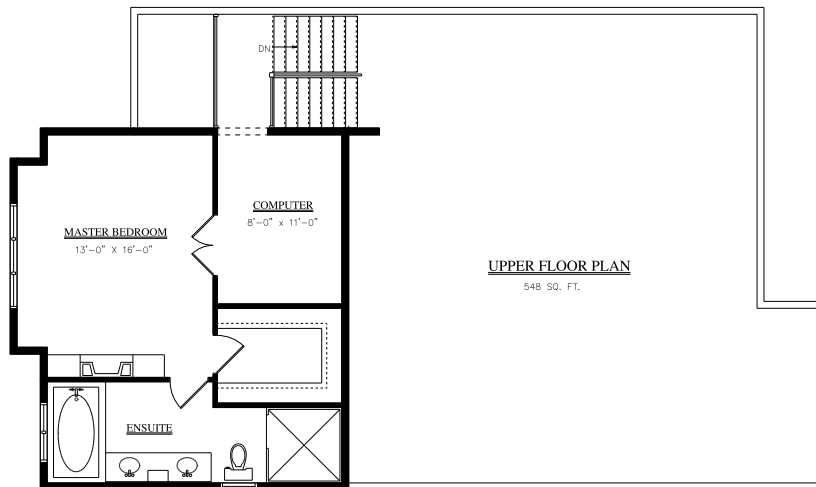 DN.
COMPUTER
8'-0" x 11'-0"
MASTER BEDROOM
13'-0" X 16'-0"
UPPER FLOOR PLAN
548 SQ. FT.
ENSUITE